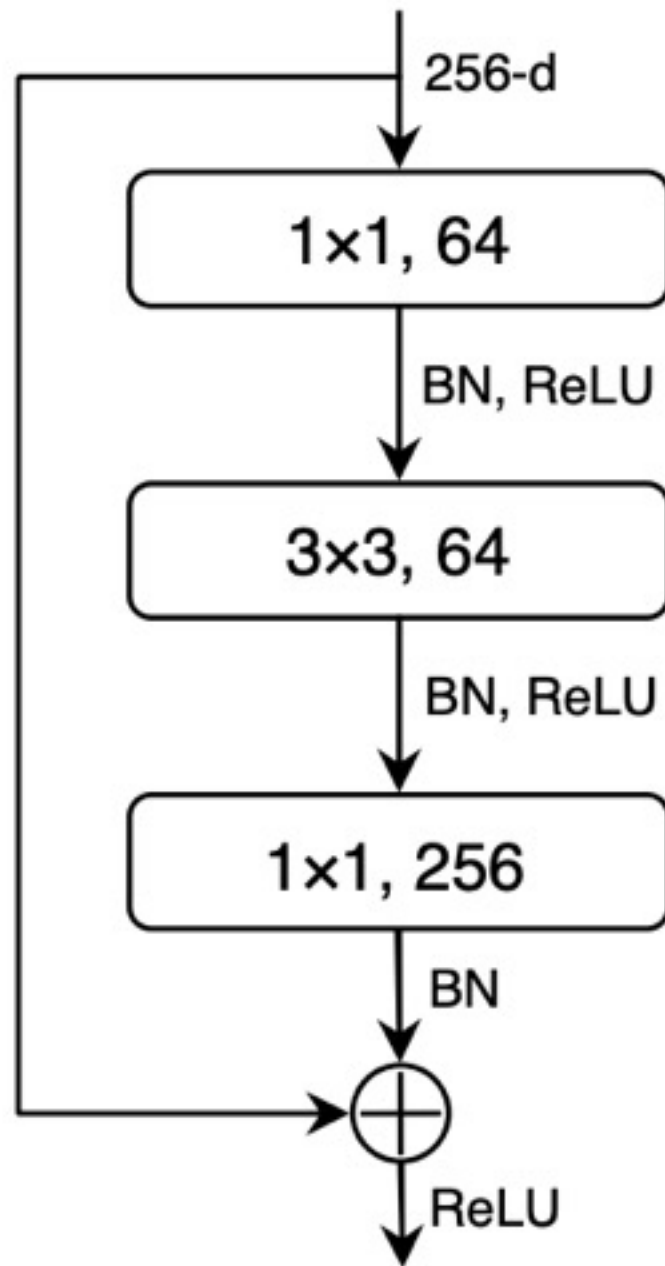 256-d
1×1, 64
BN, ReLU
3×3, 64
BN, ReLU
1×1, 256
BN
ReLU